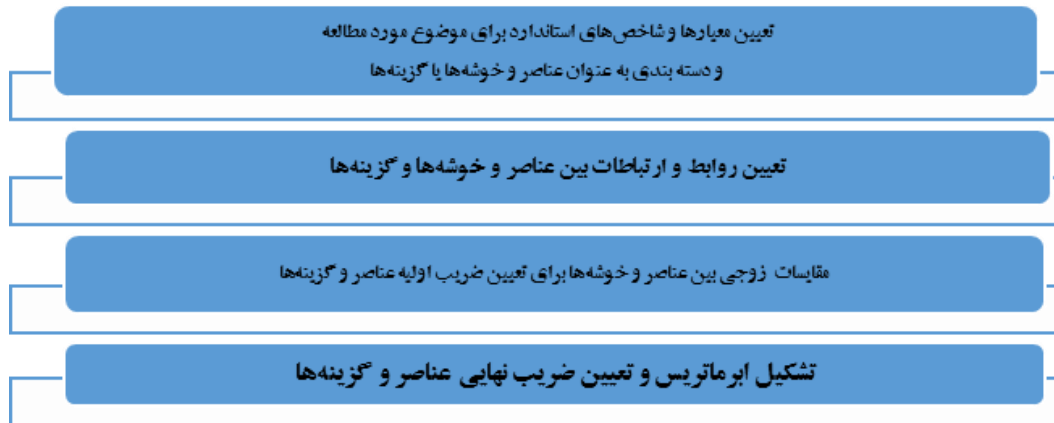 تعیین معیارها و شاخص‌های استاندارد برای موضوع مورد مطالعه
و دسته بندی به عنوان عناصر و خوشه‌ها یا گزینه‌ها
تعیین روابط و ارتباطات بین عناصر و خوشه‌ها و گزینه‌ها
مقایسات زوجی بین عناصر و خوشه‌ها برای تعیین ضریب اولیه عناصر و گزینه‌ها
تشکیل ابرماتریس و تعیین ضریب نهایی عناصر و گزینه‌ها